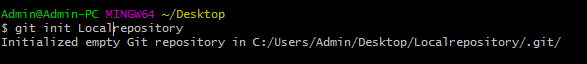 Admin@Admin-PC MINGW64 ~/Desktop
$ git init Localrepository
Initialized empty Git repository in C:/Users/Admin/Desktop/Localrepository/.git/